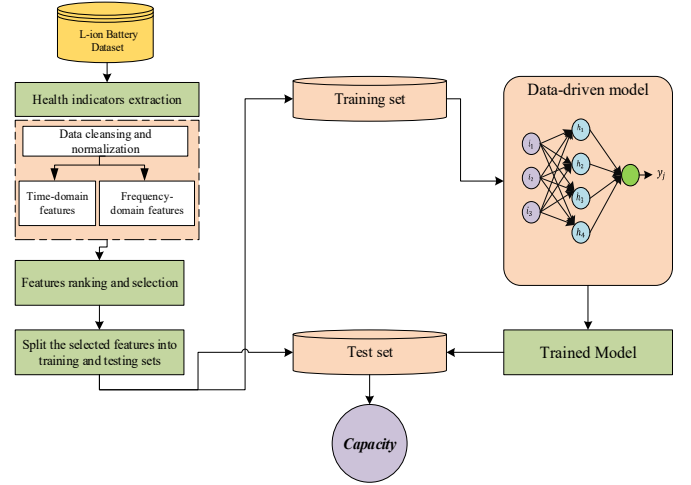 L-ion Battery
Dataset
Health indicators extraction
Data cleansing and
normalization
Time-domain
features
Frequency-
domain features
Features ranking and selection
Split the selected features into
training and testing sets
Training set
Test set
Capacity
Data-driven model
i₁
i₂
i₃
h₁
h₂
h₃
h₄
yⱼ
Trained Model